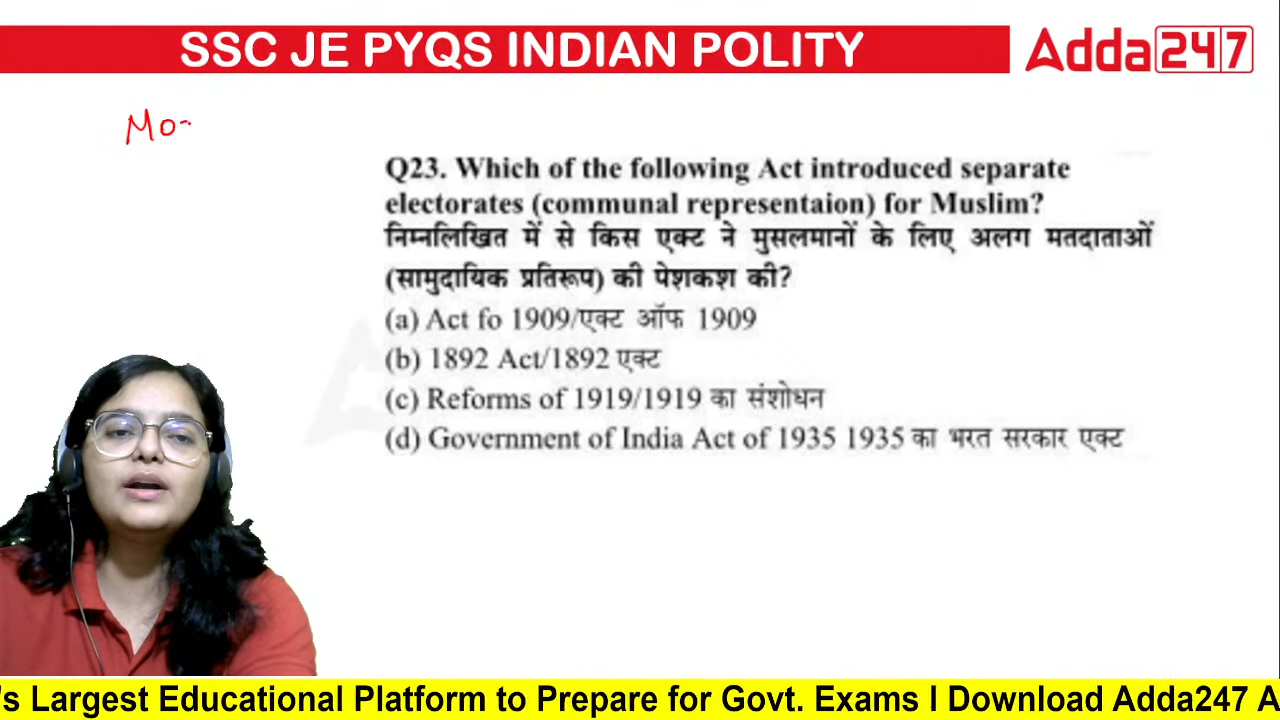 SSC JE PYQS INDIAN POLITY
Adda247
Mo
Q23. Which of the following Act introduced separate
electorates (communal representaion) for Muslim?
निम्नलिखित में से किस एक्ट ने मुसलमानों के लिए अलग मतदाताओं
(सामुदायिक प्रतिरूप) की पेशकश की?
(a) Act fo 1909/एक्ट ऑफ 1909
(b) 1892 Act/1892 एक्ट
(c) Reforms of 1919/1919 का संशोधन
(d) Government of India Act of 1935 1935 का भरत सरकार एक्ट
's Largest Educational Platform to Prepare for Govt. Exams I Download Adda247 A